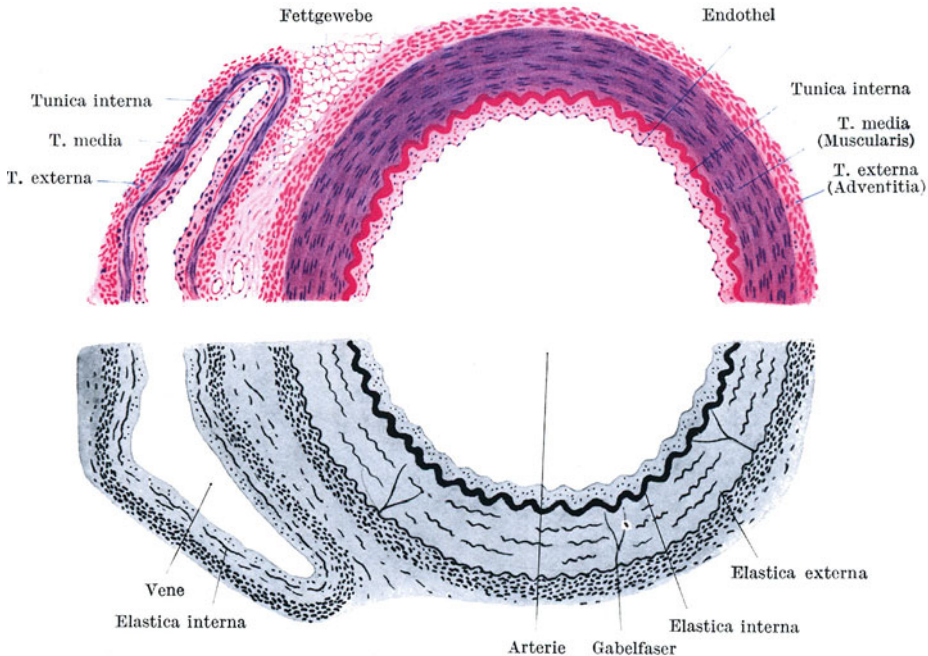 Fettgewebe
Endothel
Tunica interna
T. media
T. externa
Tunica interna
T. media
(Muscularis)
T. externa
(Adventitia)
Vene
Elastica interna
Arterie
Gabelfaser
Elastica interna
Elastica externa